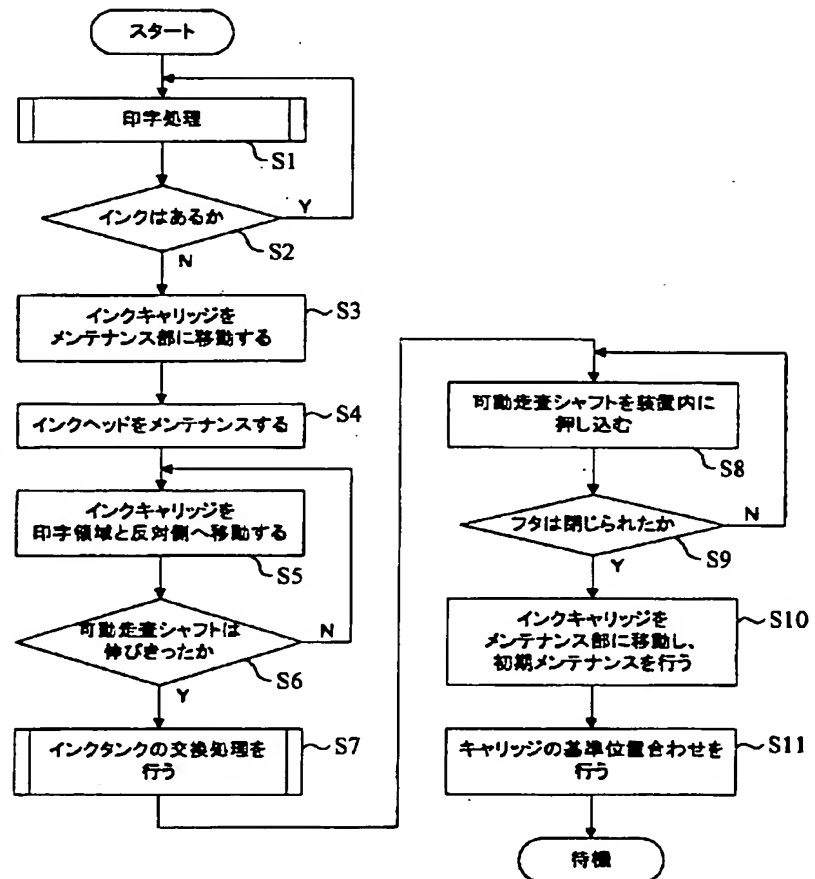 スタート
印字処理
S1
インクはあるか
Y
S2
N
インクキャリッジを
メンテナンス部に移動する
S3
インクヘッドをメンテナンスする
S4
インクキャリッジを
印字領域と反対側へ移動する
S5
可動走査シャフトは
伸びきったか
N
S6
Y
インクタンクの交換処理を
行う
S7
可動走査シャフトを装置内に
押し込む
S8
フタは閉じられたか
N
S9
Y
インクキャリッジを
メンテナンス部に移動し、
初期メンテナンスを行う
S10
キャリッジの基準位置合わせを
行う
S11
待機